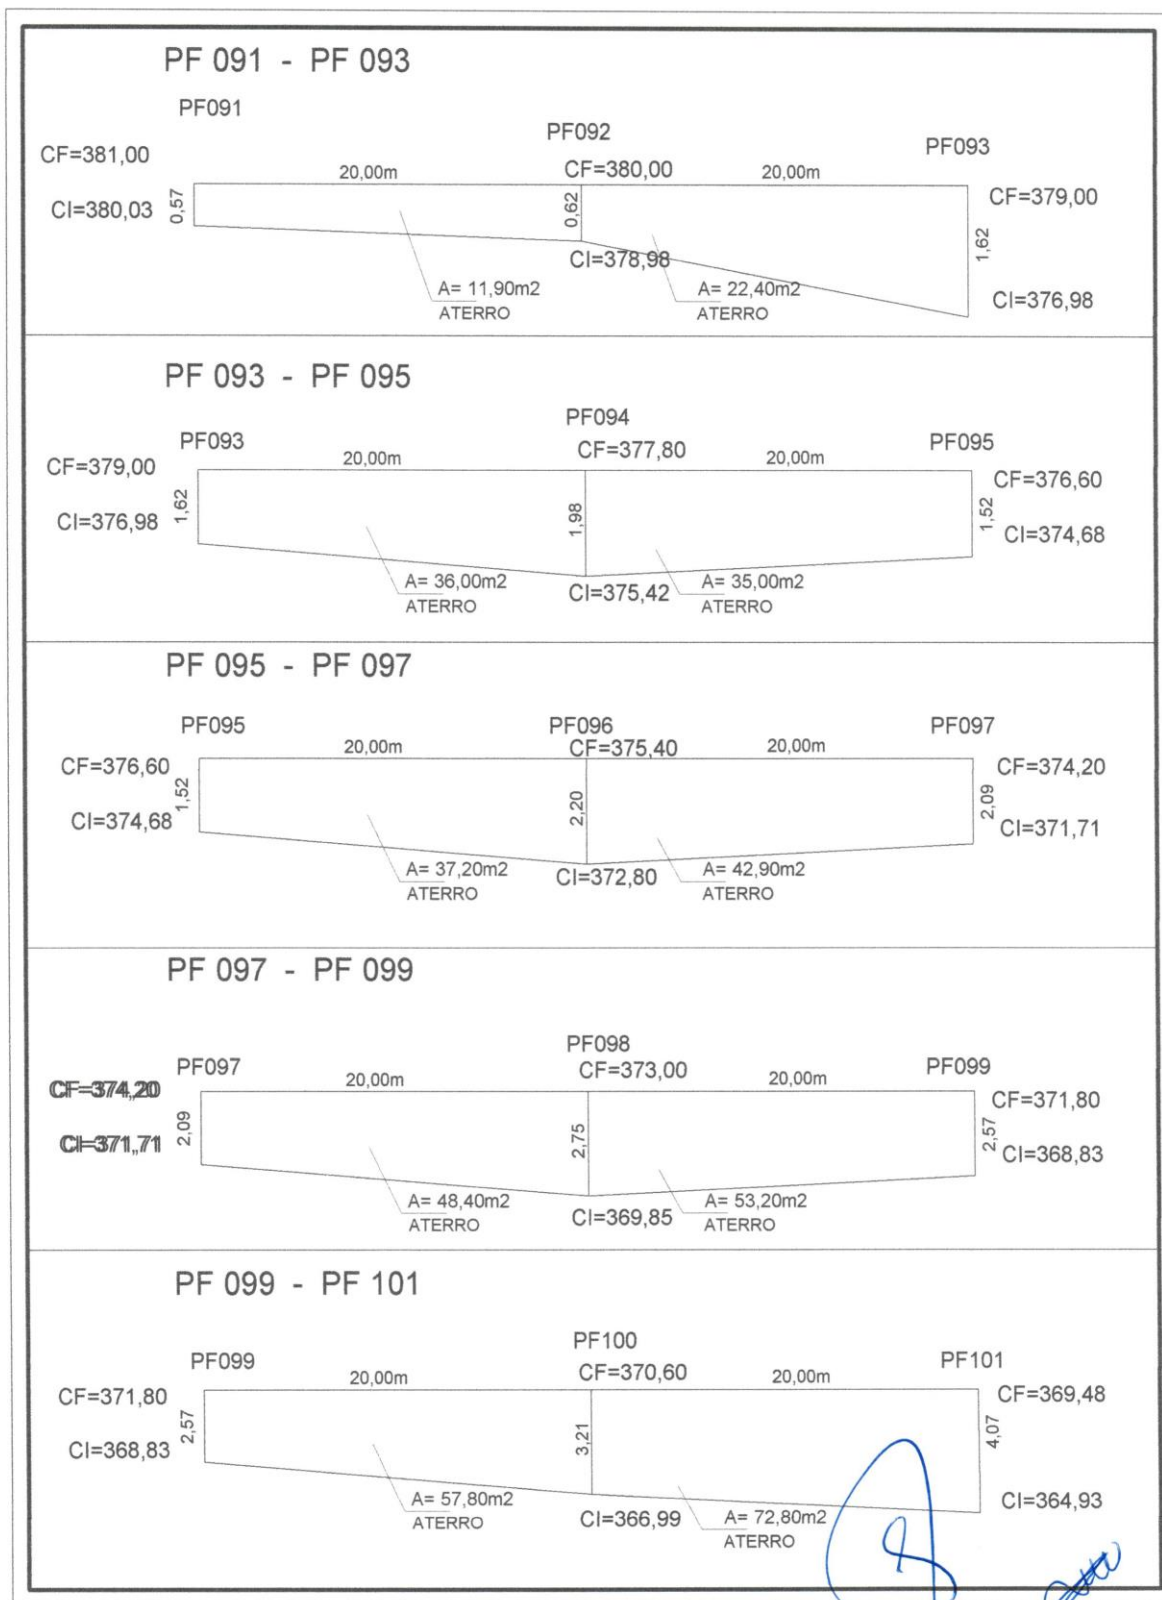 PF 091 - PF 093
PF091
PF092
PF093
CF=381,00
20,00m
CF=380,00
20,00m
CF=379,00
CI=380,03
0,57
0,62
1,62
CI=378,98
A= 11,90m2
ATERRO
A= 22,40m2
ATERRO
CI=376,98
PF 093 - PF 095
PF093
PF094
PF095
CF=379,00
20,00m
CF=377,80
20,00m
CF=376,60
CI=376,98
1,62
1,98
1,52
CI=374,68
A= 36,00m2
ATERRO
CI=375,42
A= 35,00m2
ATERRO
PF 095 - PF 097
PF095
PF096
PF097
CF=376,60
20,00m
CF=375,40
20,00m
CF=374,20
CI=374,68
1,52
2,20
2,09
CI=371,71
A= 37,20m2
ATERRO
CI=372,80
A= 42,90m2
ATERRO
PF 097 - PF 099
PF097
PF098
PF099
CF=374,20
20,00m
CF=373,00
20,00m
CF=371,80
CI=371,71
2,09
2,75
2,57
CI=368,83
A= 48,40m2
ATERRO
CI=369,85
A= 53,20m2
ATERRO
PF 099 - PF 101
PF099
PF100
PF101
CF=371,80
20,00m
CF=370,60
20,00m
CF=369,48
CI=368,83
2,57
3,21
4,07
A= 57,80m2
ATERRO
CI=366,99
A= 72,80m2
ATERRO
CI=364,93